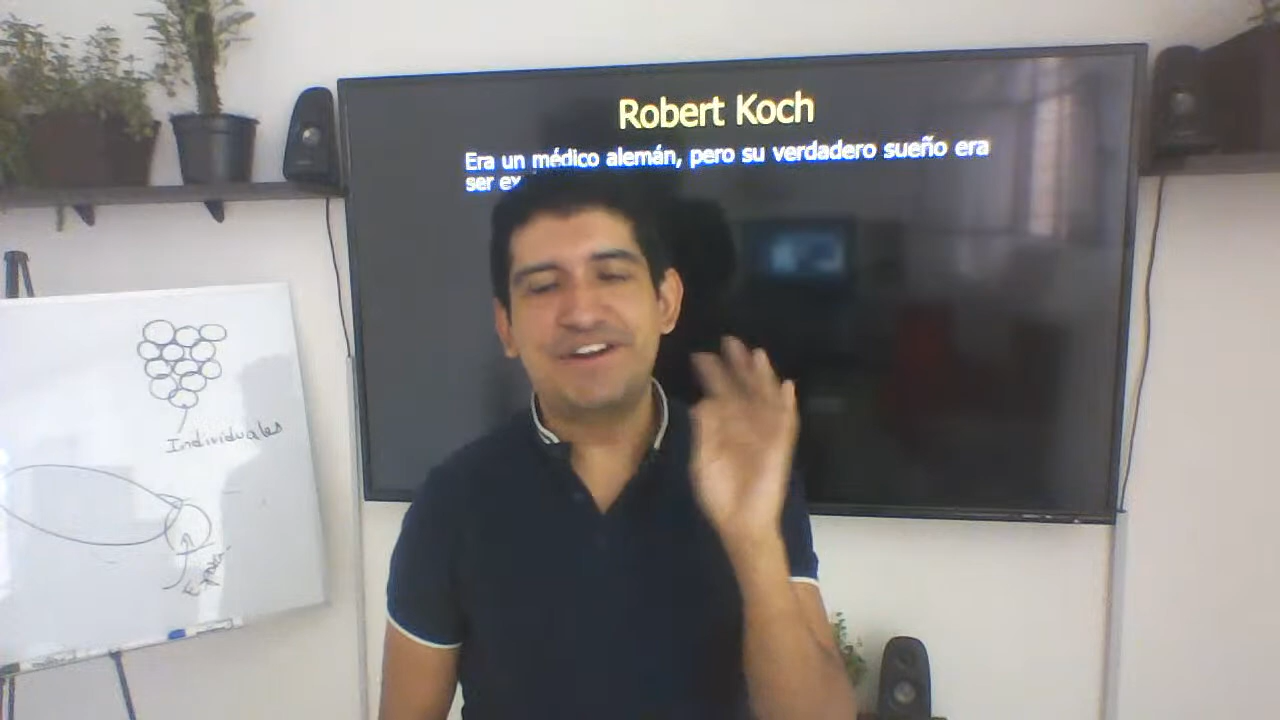 Robert Koch
Era un médico alemán, pero su verdadero sueño era
ser
Individuales